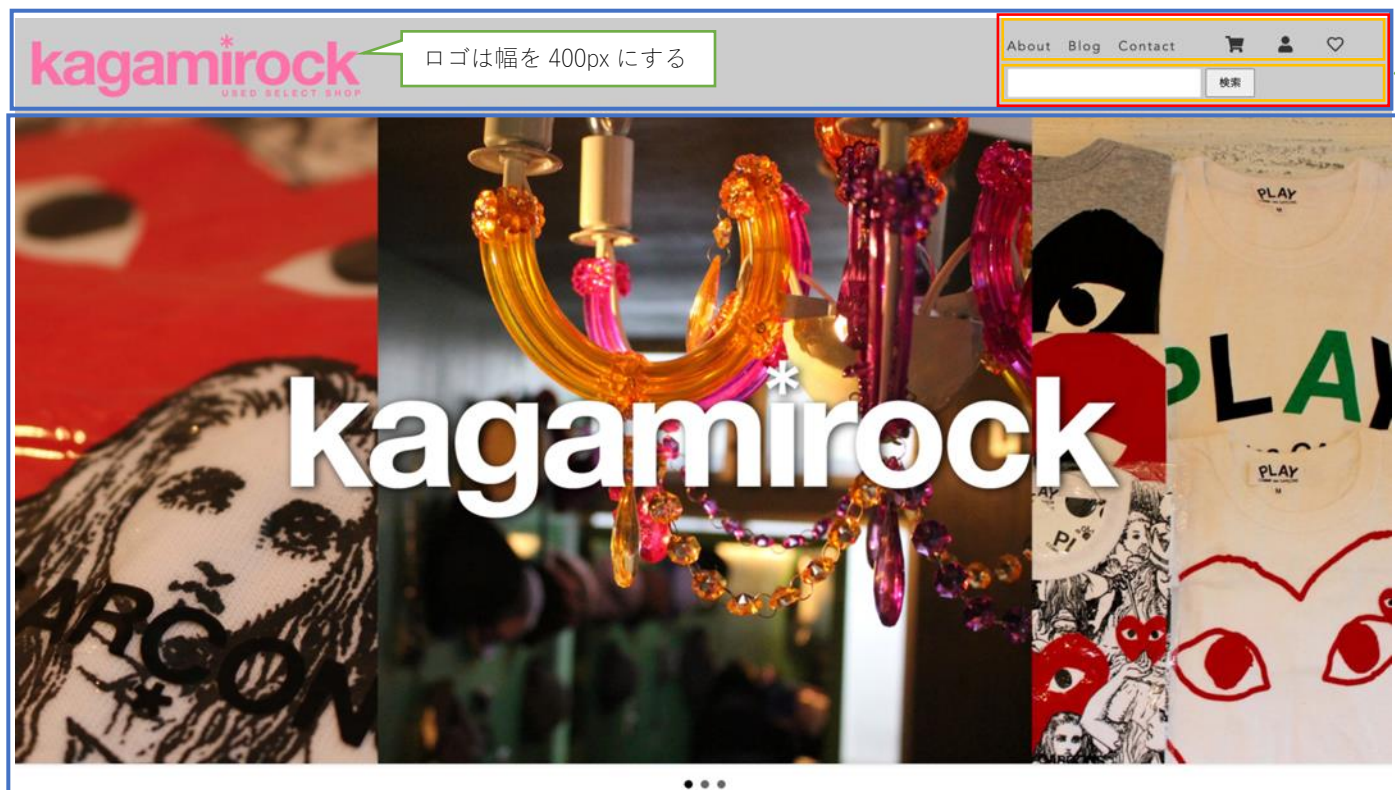 kagamirock
USED SELECT SHOP
ロゴは幅を 400px にする
About Blog Contact
検索
kagamirock
ARCON
PLAY
M
PLAY
PLAY
M